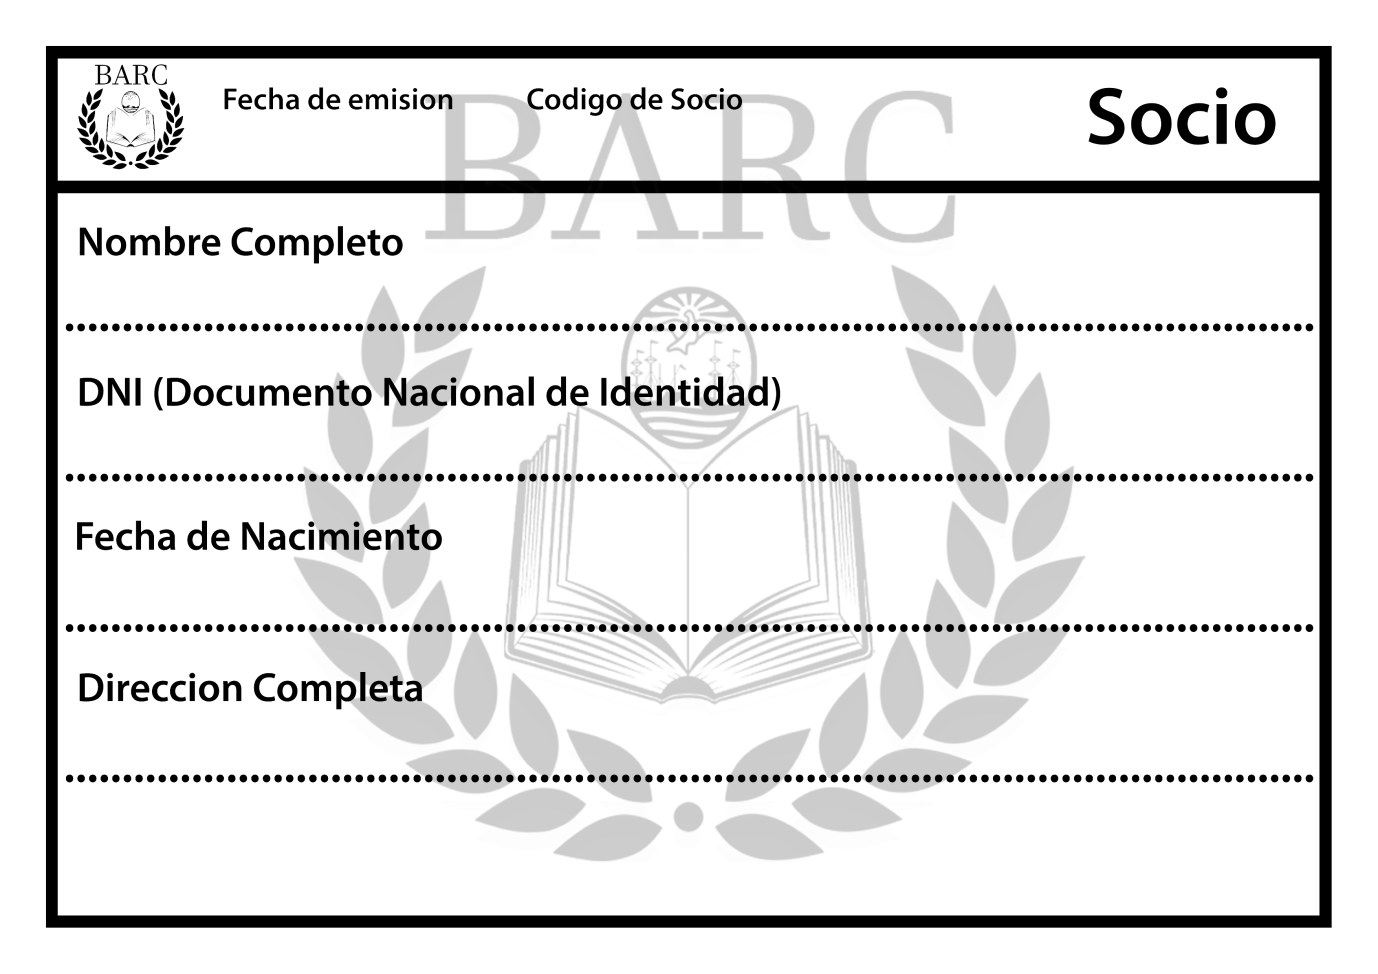 BARC
Fecha de emision
Codigo de Socio
Socio
BARC
Nombre Completo
DNI (Documento Nacional de Identidad)
Fecha de Nacimiento
Direccion Completa